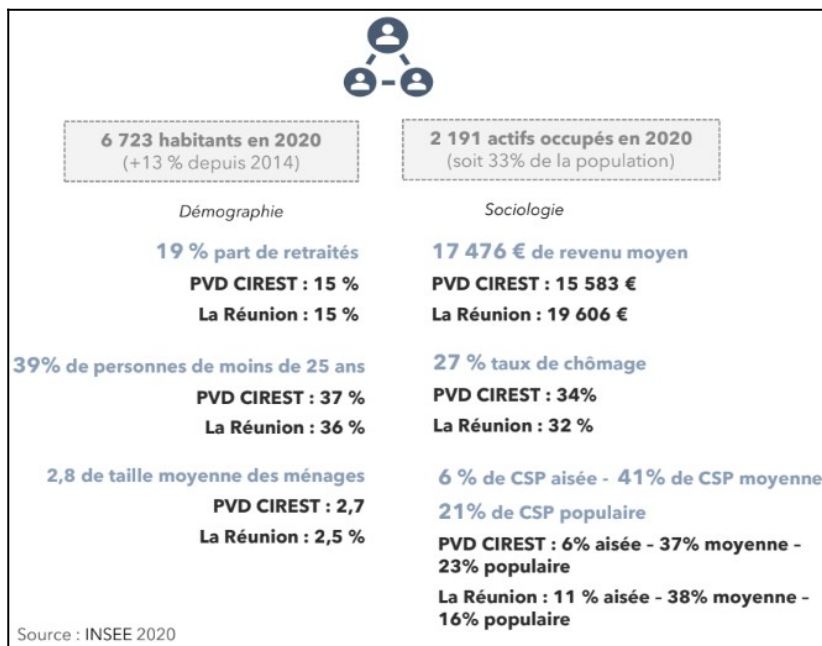 6 723 habitants en 2020
(+13 % depuis 2014)
2 191 actifs occupés en 2020
(soit 33% de la population)
Démographie
19 % part de retraités
PVD CIREST : 15 %
La Réunion : 15 %
39% de personnes de moins de 25 ans
PVD CIREST : 37 %
La Réunion : 36 %
2,8 de taille moyenne des ménages
PVD CIREST : 2,7
La Réunion : 2,5 %
Sociologie
17 476 € de revenu moyen
PVD CIREST : 15 583 €
La Réunion : 19 606 €
27 % taux de chômage
PVD CIREST : 34%
La Réunion : 32 %
6 % de CSP aisée - 41% de CSP moyenne
21% de CSP populaire
PVD CIREST : 6% aisée – 37% moyenne –
23% populaire
La Réunion : 11 % aisée – 38% moyenne –
16% populaire
Source : INSEE 2020